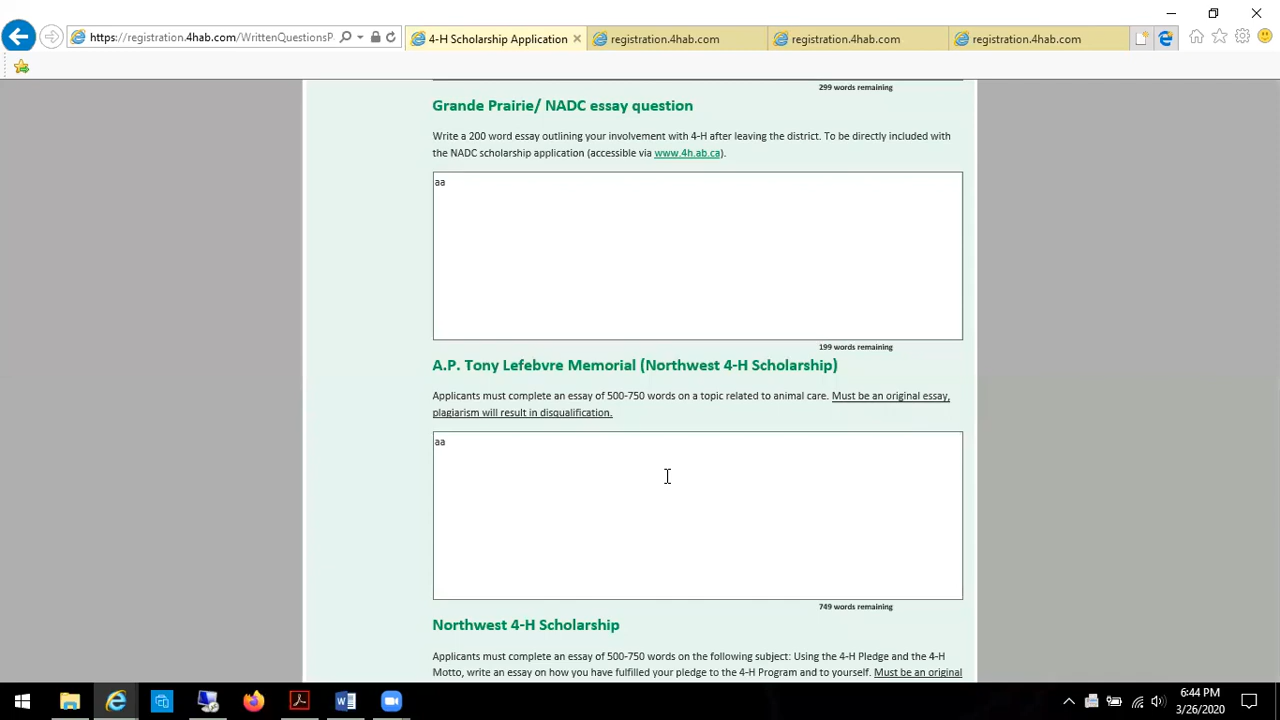 https://registration.4hab.com/WrittenQuestionsP
4-H Scholarship Application
registration.4hab.com
registration.4hab.com
registration.4hab.com
299 words remaining
Grande Prairie/ NADC essay question
Write a 200 word essay outlining your involvement with 4-H after leaving the district. To be directly included with
the NADC scholarship application (accessible via www.4h.ab.ca).
aa
199 words remaining
A.P. Tony Lefebvre Memorial (Northwest 4-H Scholarship)
Applicants must complete an essay of 500-750 words on a topic related to animal care. Must be an original essay,
plagiarism will result in disqualification.
aa
749 words remaining
Northwest 4-H Scholarship
Applicants must complete an essay of 500-750 words on the following subject: Using the 4-H Pledge and the 4-H
Motto, write an essay on how you have fulfilled your pledge to the 4-H Program and to yourself. Must be an original
6:44 PM
3/26/2020